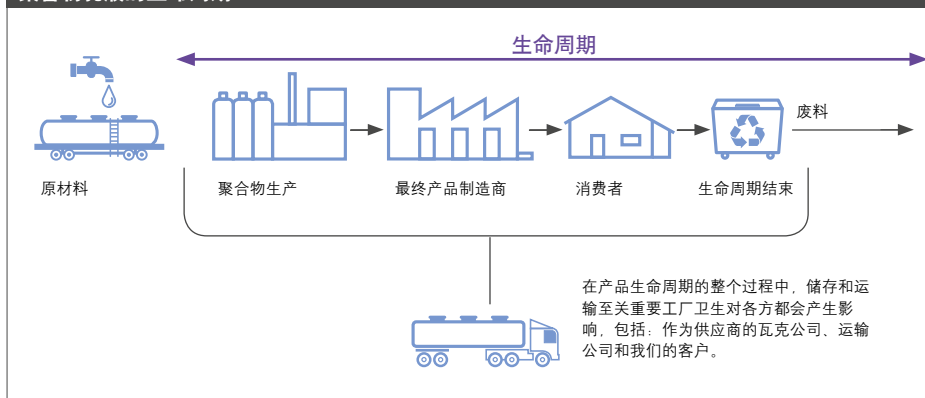 生命周期
废料
原材料
聚合物生产
最终产品制造商
消费者
生命周期结束
在产品生命周期的整个过程中，储存和运
输至关重要工厂卫生对各方都会产生影
响，包括：作为供应商的瓦克公司、运输
公司和我们的客户。